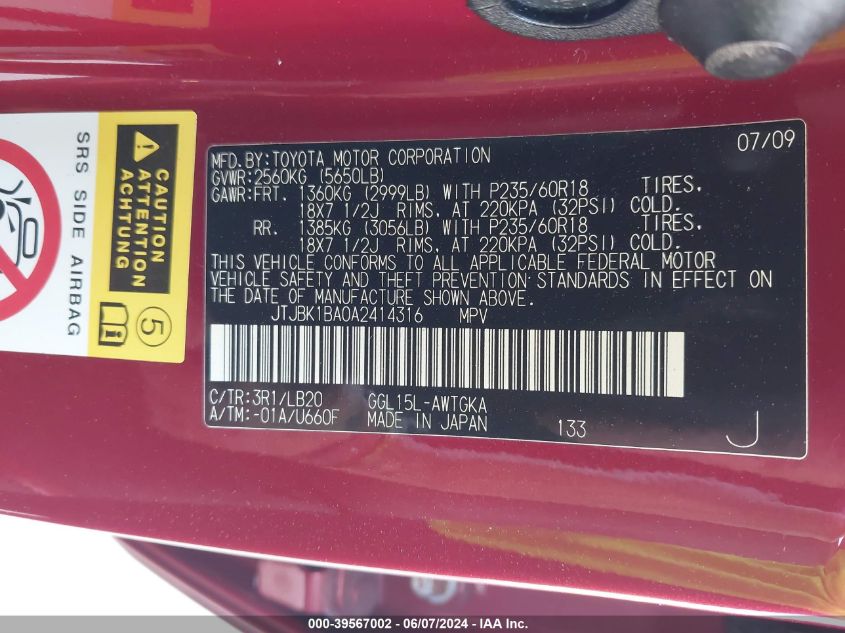 SRS SIDE AIRBAG
CAUTION
ATTENTION
ACHTUNG
5
07/09
MFD.BY:TOYOTA MOTOR CORPORATION
GVWR:2560KG (5650LB)
GAWR:FRT. 1360KG (2999LB) WITH P235/60R18 TIRES.
18X7 1/2J RIMS, AT 220KPA (32PSI) COLD.
RR. 1385KG (3056LB) WITH P235/60R18 TIRES.
18X7 1/2J RIMS, AT 220KPA (32PSI) COLD.
THIS VEHICLE CONFORMS TO ALL APPLICABLE FEDERAL MOTOR
VEHICLE SAFETY AND THEFT PREVENTION STANDARDS IN EFFECT ON
THE DATE OF MANUFACTURE SHOWN ABOVE.
JTJBK1BA0A2414316 MPV
C/TR:3R1/LB20 GGL15L-AWTGKA
A/TM:-01A/U660F MADE IN JAPAN 133 J
000-39567002 - 06/07/2024 - IAA Inc.